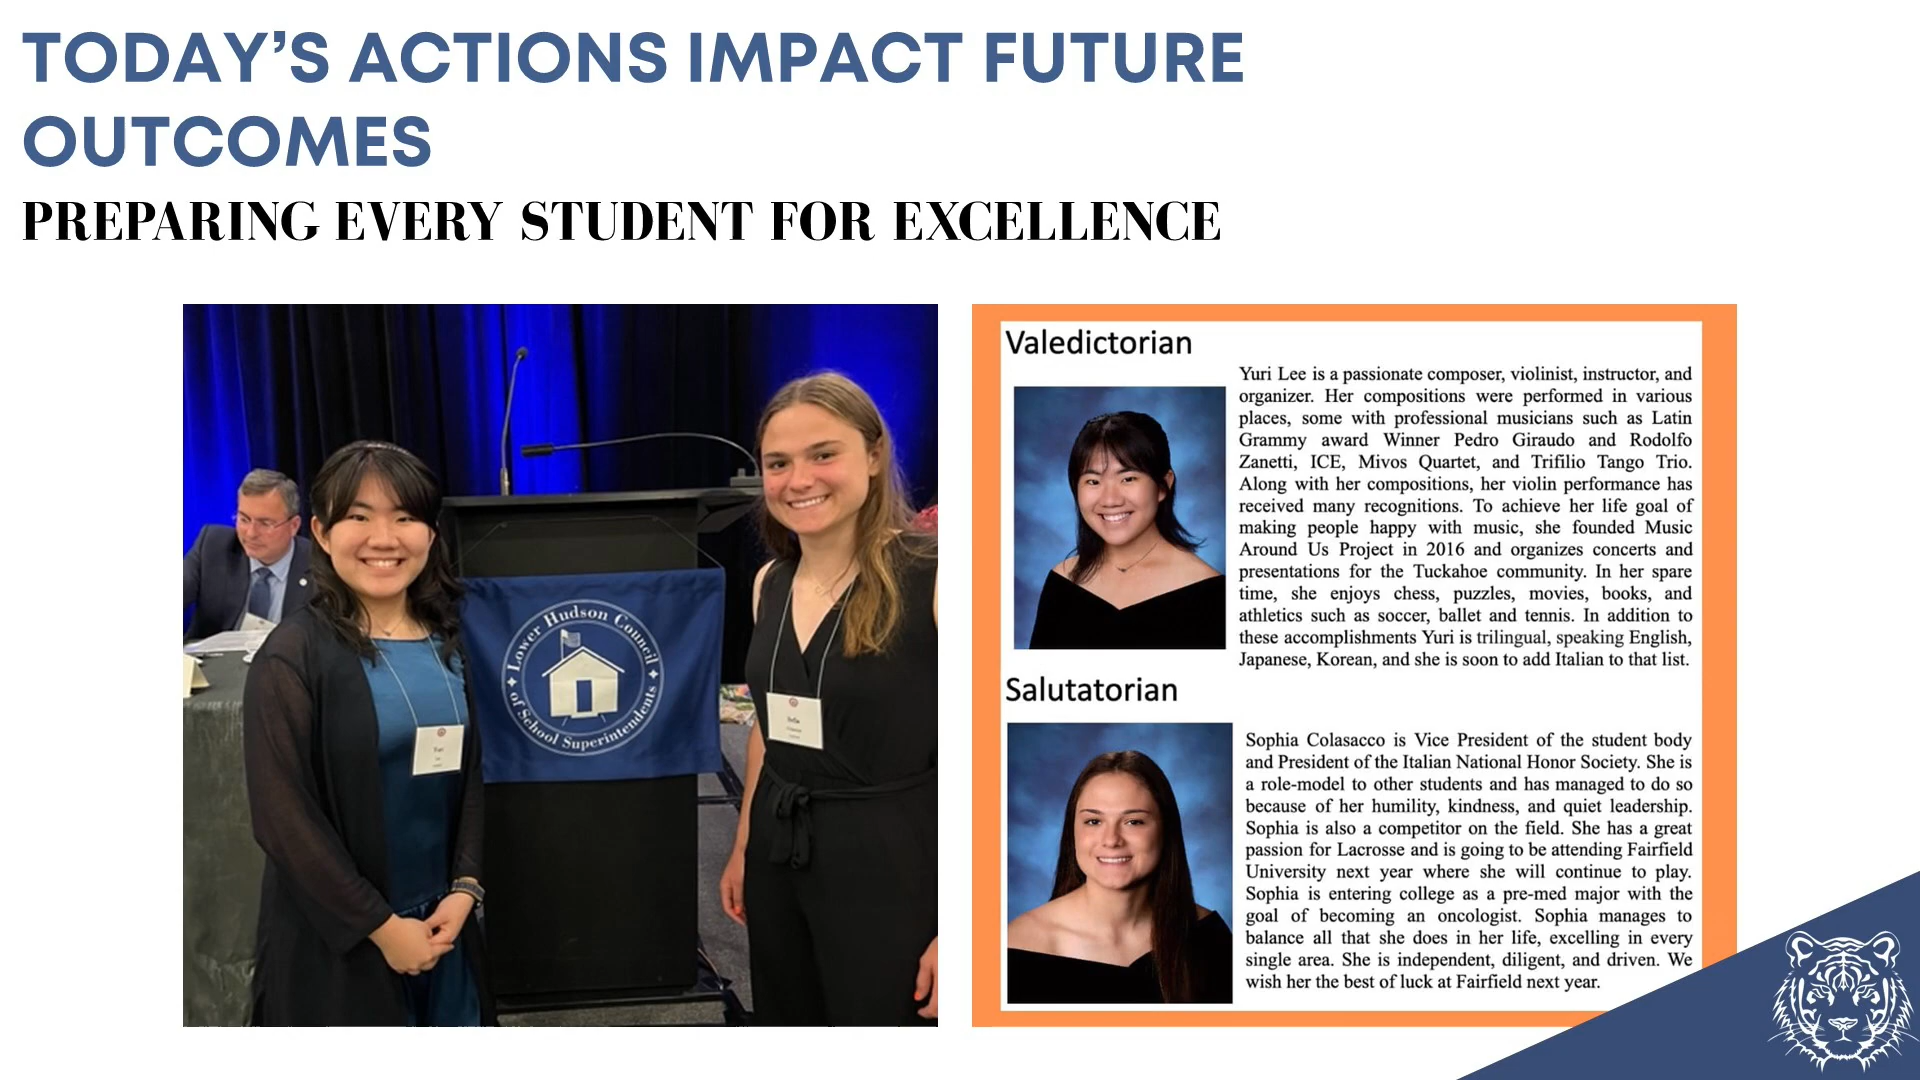 TODAY’S ACTIONS IMPACT FUTURE
OUTCOMES
PREPARING EVERY STUDENT FOR EXCELLENCE
Lower Hudson Council
of School Superintendents
Valedictorian
Yuri Lee is a passionate composer, violinist, instructor, and
organizer. Her compositions were performed in various
places, some with professional musicians such as Latin
Grammy award Winner Pedro Giraudo and Rodolfo
Zanetti, ICE, Mivos Quartet, and Trifilio Tango Trio.
Along with her compositions, her violin performance has
received many recognitions. To achieve her life goal of
making people happy with music, she founded Music
Around Us Project in 2016 and organizes concerts and
presentations for the Tuckahoe community. In her spare
time, she enjoys chess, puzzles, movies, books, and
athletics such as soccer, ballet and tennis. In addition to
these accomplishments Yuri is trilingual, speaking English,
Japanese, Korean, and she is soon to add Italian to that list.
Salutatorian
Sophia Colasacco is Vice President of the student body
and President of the Italian National Honor Society. She is
a role-model to other students and has managed to do so
because of her humility, kindness, and quiet leadership.
Sophia is also a competitor on the field. She has a great
passion for Lacrosse and is going to be attending Fairfield
University next year where she will continue to play.
Sophia is entering college as a pre-med major with the
goal of becoming an oncologist. Sophia manages to
balance all that she does in her life, excelling in every
single area. She is independent, diligent, and driven. We
wish her the best of luck at Fairfield next year.